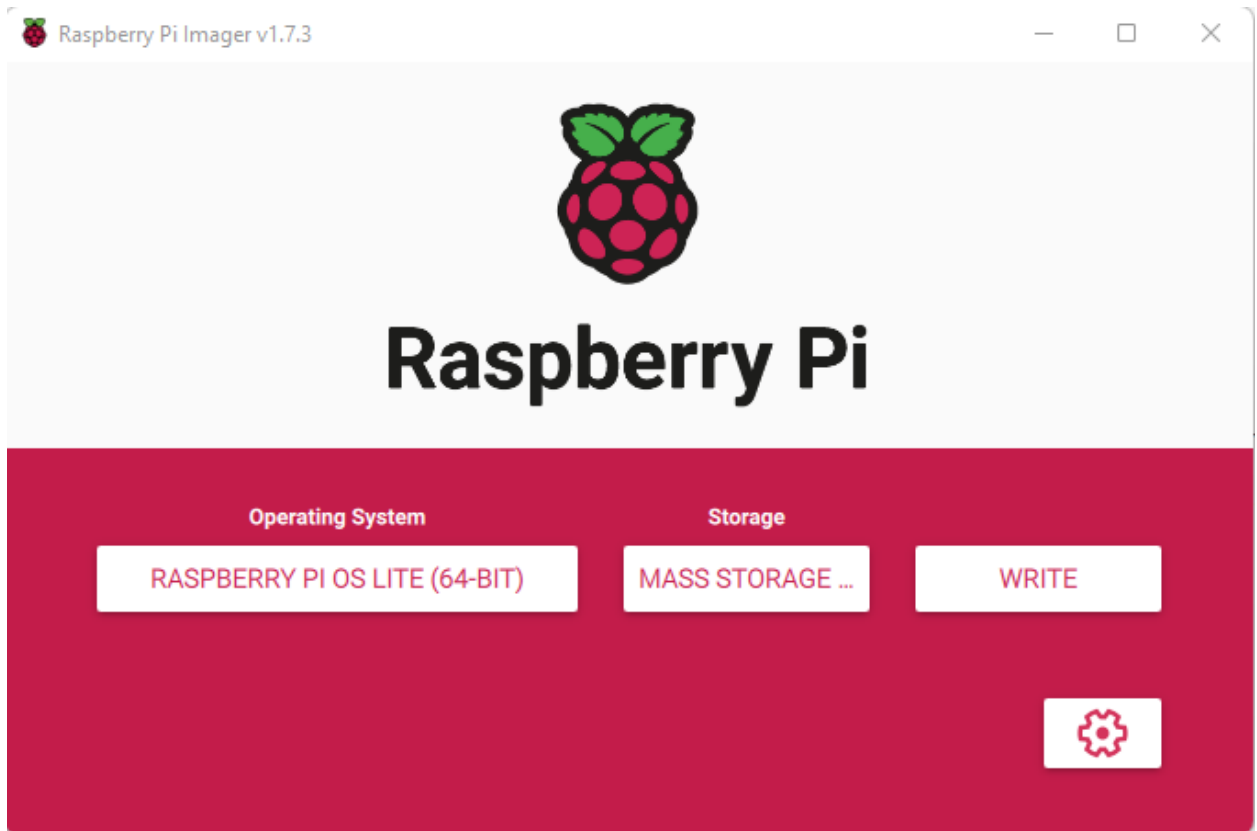 Raspberry Pi Imager v1.7.3
Raspberry Pi
Operating System
Storage
RASPBERRY PI OS LITE (64-BIT)
MASS STORAGE ...
WRITE